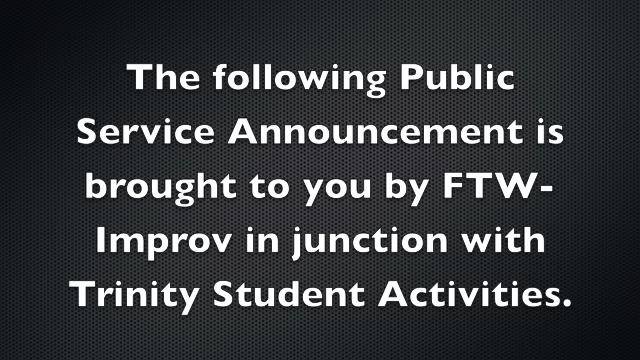 The following Public
Service Announcement is
brought to you by FTW-
Improv in junction with
Trinity Student Activities.